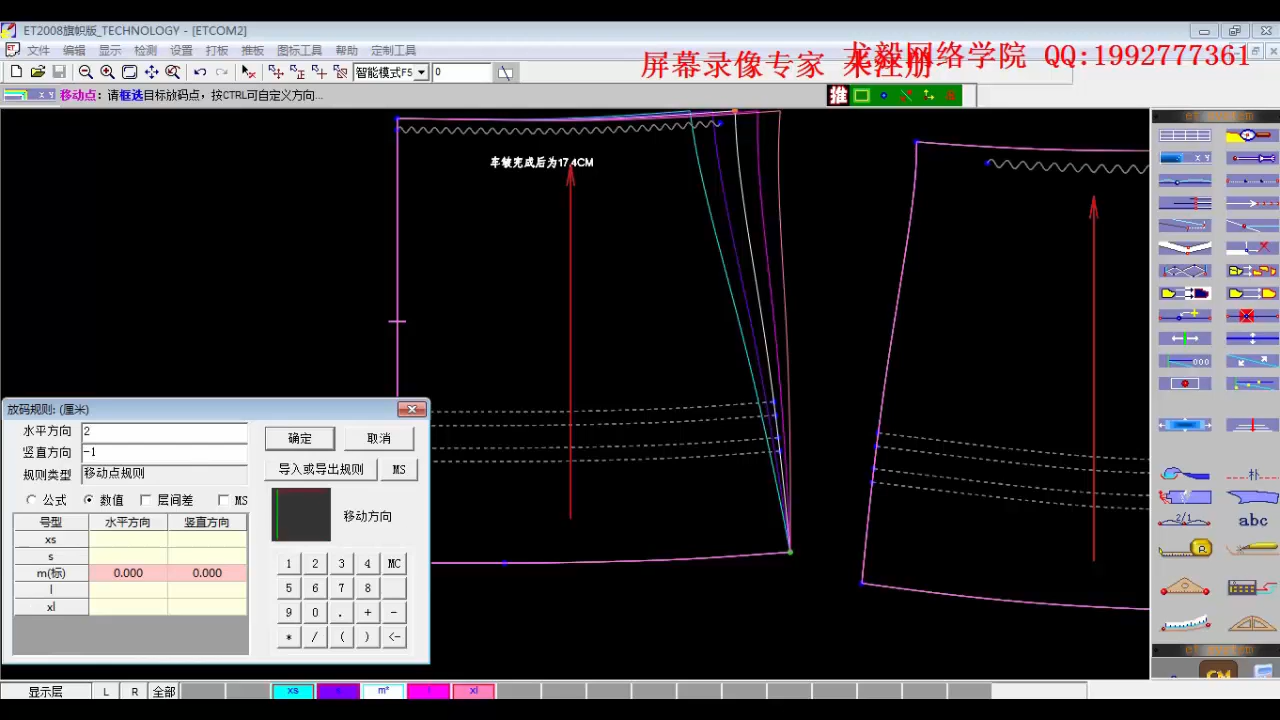 ET2008旗帜版_TECHNOLOGY - [ETCOM2]
文件 编辑 显示 检测 设置 打板 推板 图标工具 帮助 定制工具
屏幕录像专家 未注册
龙毅网络学院 QQ:1992777361
智能模式F5 0
X Y 移动点: 请框选目标放码点，按CTRL可自定义方向...
推
车皱完成后为17.4CM
放码规则: (厘米)
水平方向 2
竖直方向 -1
规则类型 移动点规则
确定 取消
导入或导出规则 MS
公式 数值 层间差 MS
移动方向
号型 水平方向 竖直方向
xs
s
m(标) 0.000 0.000
l
xl
1 2 3 4 MC
5 6 7 8
9 0 . + -
* / ( ) <-
X Y
000
2/1 abc
R
显示层 L R 全部 xs s m* l xl